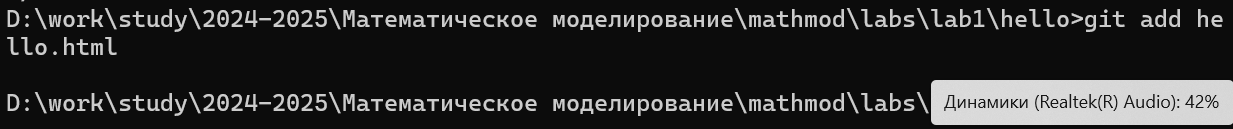 D:\work\study\2024-2025\Математическое моделирование\mathmod\labs\lab1\hello>git add he
llo.html
D:\work\study\2024-2025\Математическое моделирование\mathmod\labs\
Динамики (Realtek(R) Audio): 42%